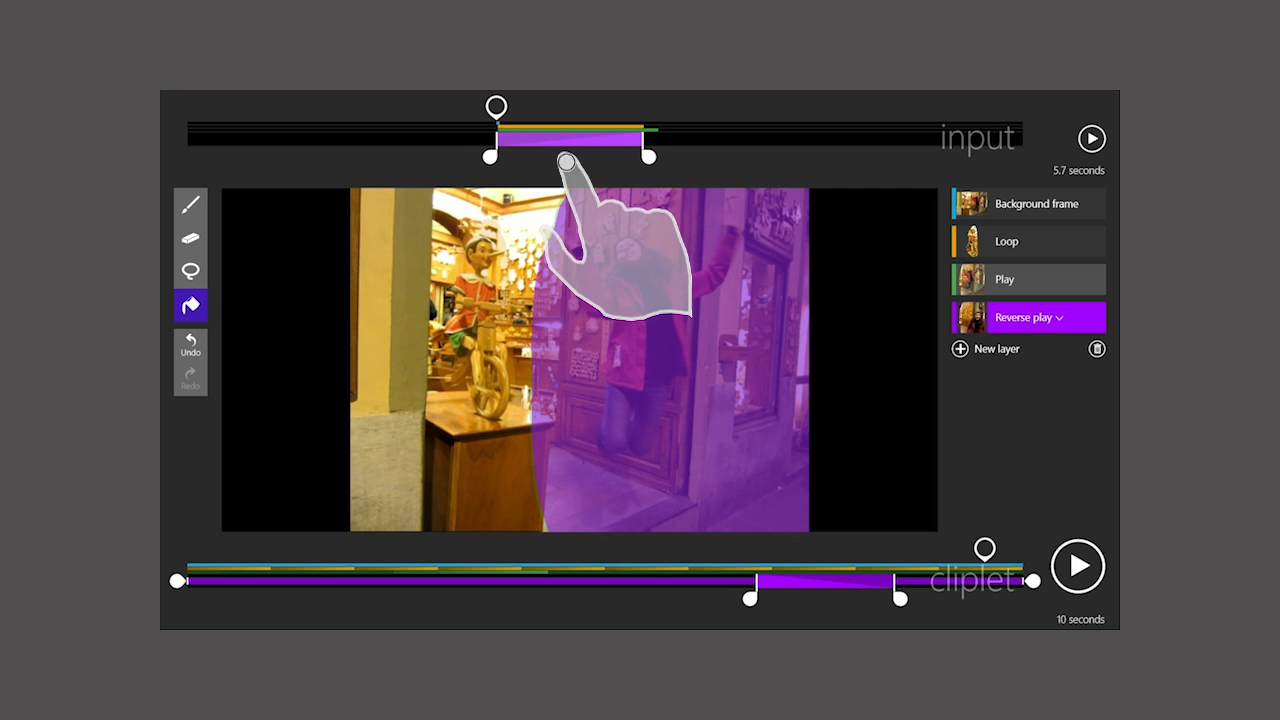 input
5.7 seconds
Background frame
Loop
Play
Reverse play
New layer
Undo
Redo
cliplet
10 seconds